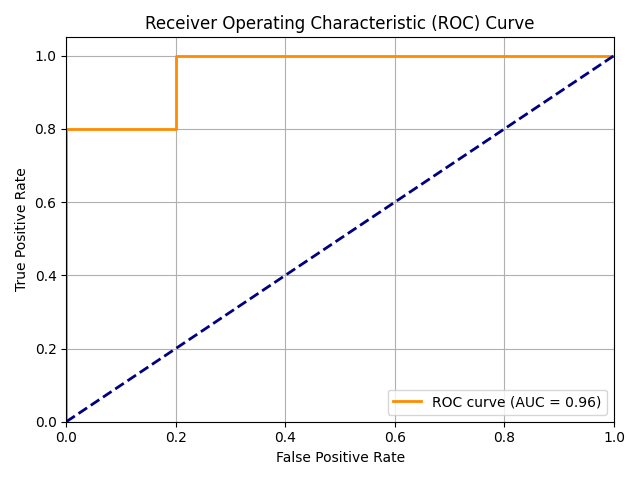 Receiver Operating Characteristic (ROC) Curve
1.0
0.8
0.6
0.4
0.2
0.0
True Positive Rate
ROC curve (AUC = 0.96)
0.0 0.2 0.4 0.6 0.8 1.0
False Positive Rate